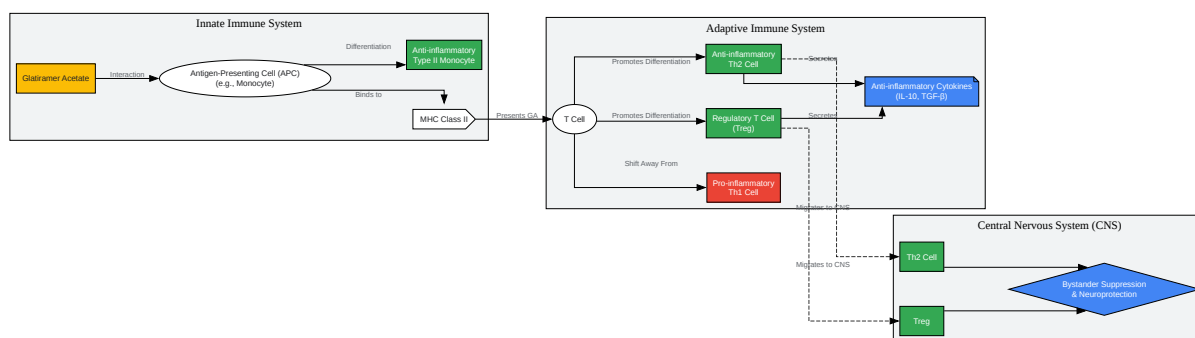 Innate Immune System
Glatiramer Acetate
Interaction
Antigen-Presenting Cell (APC)
(e.g., Monocyte)
Differentiation
Anti-inflammatory
Type II Monocyte
Binds to
MHC Class II
Presents GA
Adaptive Immune System
T Cell
Promotes Differentiation
Anti-inflammatory
Th2 Cell
Secretes
Anti-inflammatory Cytokines
(IL-10, TGF-β)
Promotes Differentiation
Regulatory T Cell
(Treg)
Secretes
Shift Away From
Pro-inflammatory
Th1 Cell
Migrates to CNS
Migrates to CNS
Central Nervous System (CNS)
Th2 Cell
Bystander Suppression
& Neuroprotection
Treg